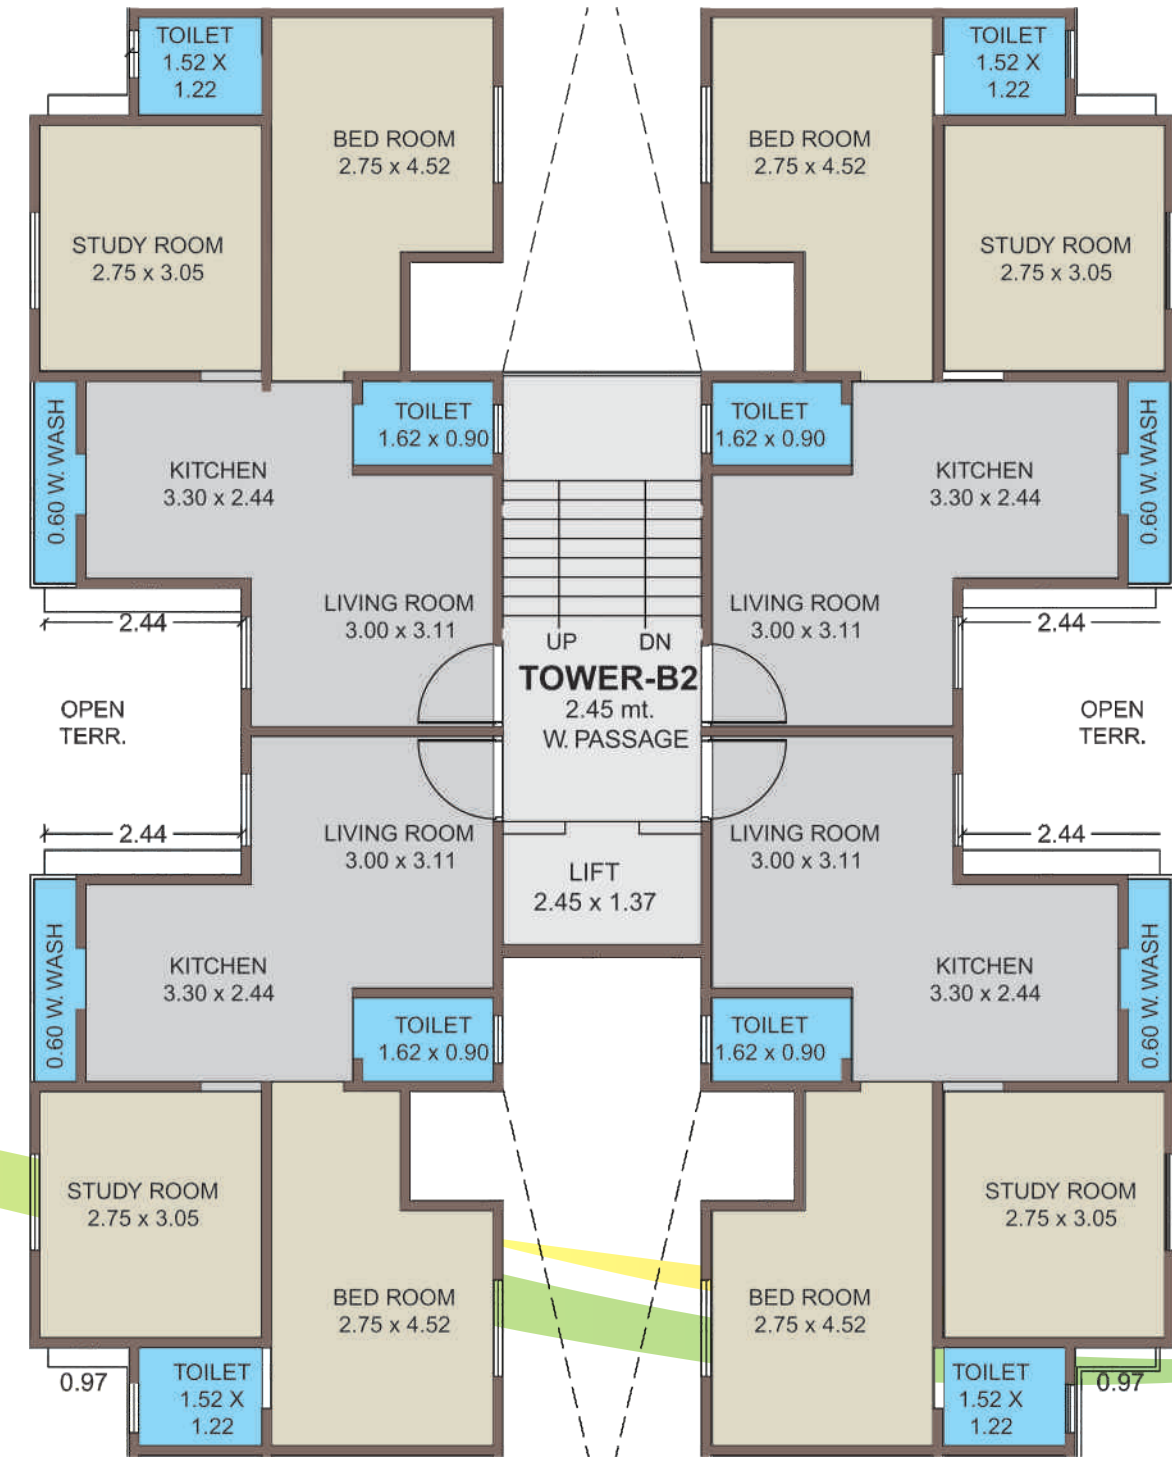 TOILET
1.52 X
1.22
BED ROOM
2.75 x 4.52
STUDY ROOM
2.75 x 3.05
BED ROOM
2.75 x 4.52
TOILET
1.52 X
1.22
STUDY ROOM
2.75 x 3.05
0.60 W. WASH
KITCHEN
3.30 x 2.44
TOILET
1.62 x 0.90
TOILET
1.62 x 0.90
KITCHEN
3.30 x 2.44
0.60 W. WASH
2.44
LIVING ROOM
3.00 x 3.11
UP
DN
LIVING ROOM
3.00 x 3.11
2.44
OPEN
TERR.
TOWER-B2
2.45 mt.
W. PASSAGE
OPEN
TERR.
2.44
LIVING ROOM
3.00 x 3.11
LIFT
2.45 x 1.37
LIVING ROOM
3.00 x 3.11
2.44
0.60 W. WASH
KITCHEN
3.30 x 2.44
TOILET
1.62 x 0.90
TOILET
1.62 x 0.90
KITCHEN
3.30 x 2.44
0.60 W. WASH
STUDY ROOM
2.75 x 3.05
BED ROOM
2.75 x 4.52
BED ROOM
2.75 x 4.52
STUDY ROOM
2.75 x 3.05
0.97
TOILET
1.52 X
1.22
TOILET
1.52 X
1.22
0.97